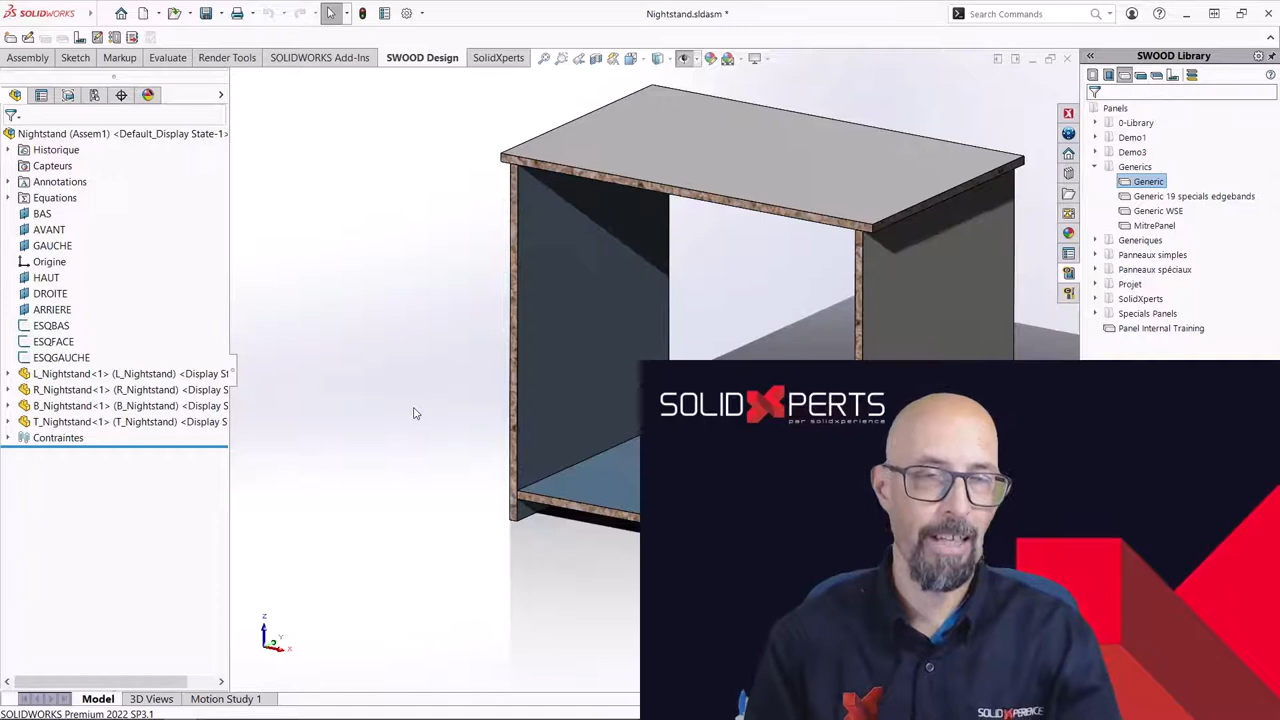 SOLIDWORKS
Nightstand.sldasm *
Search Commands
Assembly
Sketch
Markup
Evaluate
Render Tools
SOLIDWORKS Add-Ins
SWOOD Design
SolidXperts
SWOOD Library
Nightstand (Assem1) <Default_Display State-1>
Historique
Capteurs
Annotations
Equations
BAS
AVANT
GAUCHE
Origine
HAUT
DROITE
ARRIERE
ESQBAS
ESQFACE
ESQGAUCHE
L_Nightstand<1> (L_Nightstand) <Display St
R_Nightstand<1> (R_Nightstand) <Display S
B_Nightstand<1> (B_Nightstand) <Display S
T_Nightstand<1> (T_Nightstand) <Display S
Contraintes
Panels
0-Library
Demo1
Demo3
Generics
Generic
Generic 19 specials edgebands
Generic WSE
MitrePanel
Generiques
Panneaux simples
Panneaux spéciaux
Projet
SolidXperts
Specials Panels
Panel Internal Training
SOLIDXPERTS
par solidxperience
SOLIDXPERIENCE
Z
Y
X
Model
3D Views
Motion Study 1
SOLIDWORKS Premium 2022 SP3.1